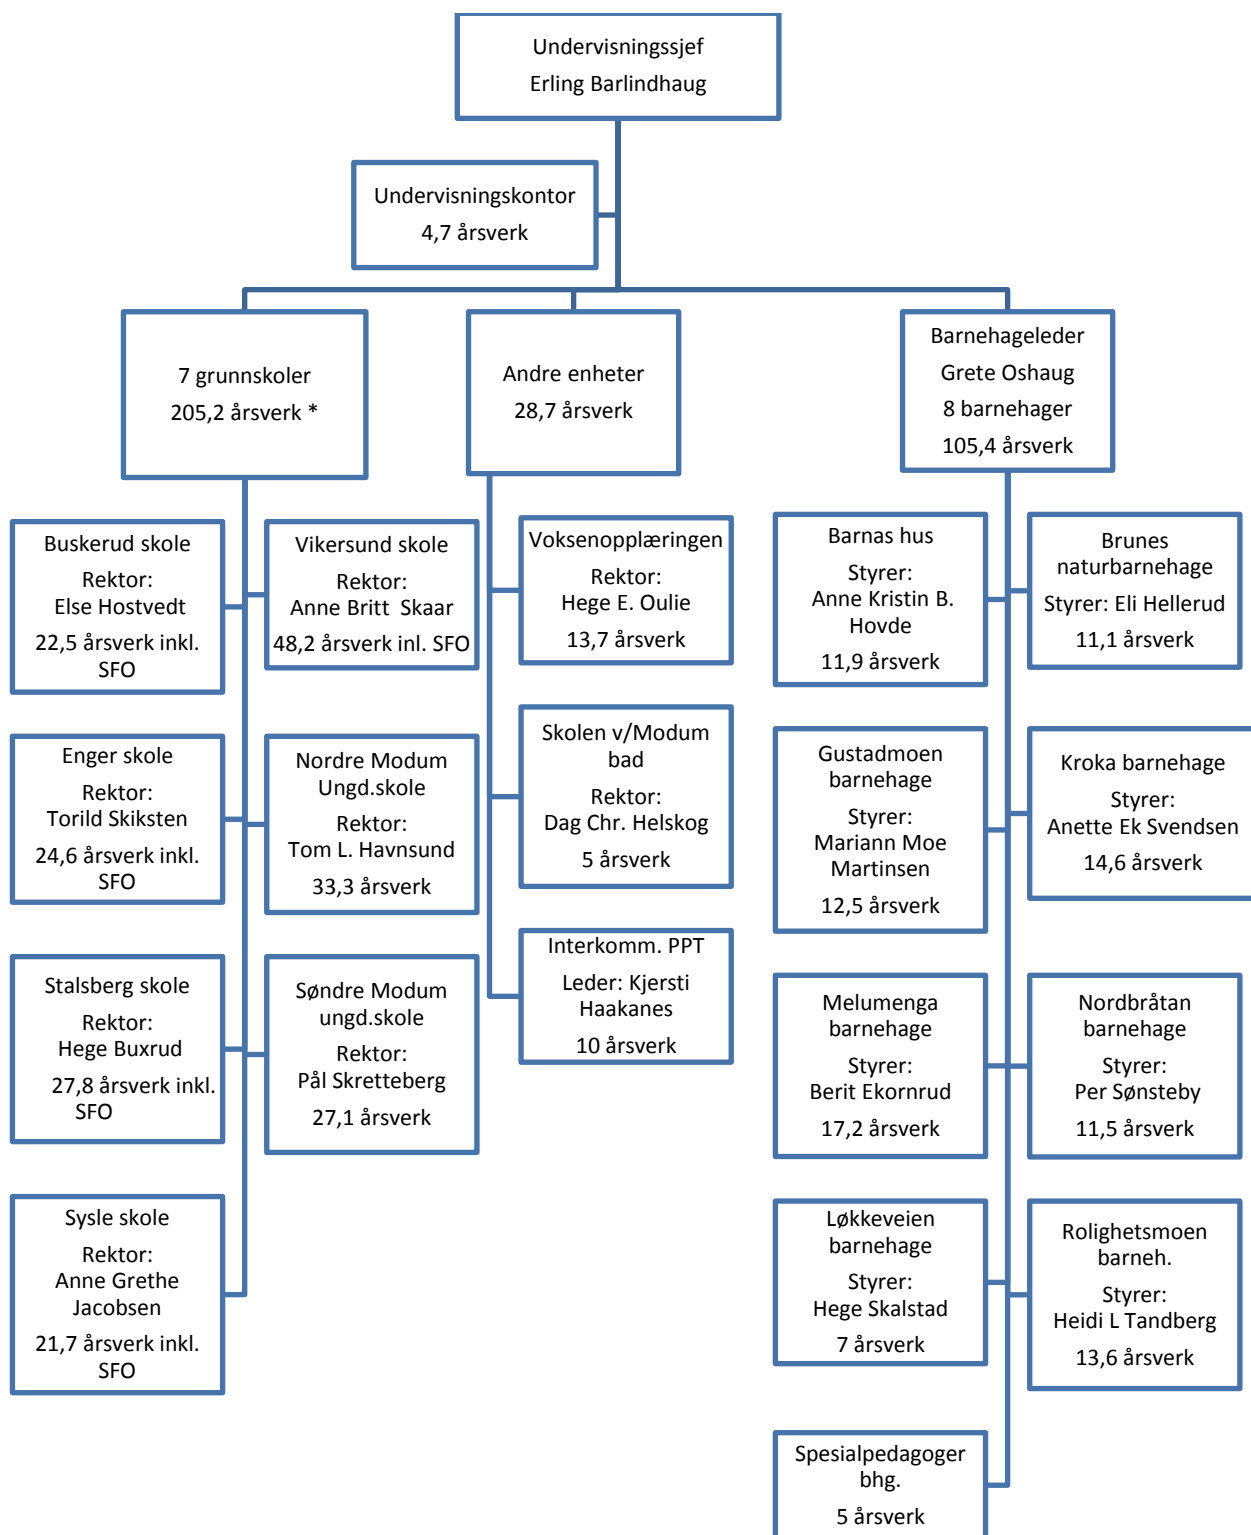 Undervisningssjef
Erling Barlindhaug
Undervisningskontor
4,7 årsverk
7 grunnskoler
205,2 årsverk *
Andre enheter
28,7 årsverk
Barnehageleder
Grete Oshaug
8 barnehager
105,4 årsverk
Buskerud skole
Rektor:
Else Hostvedt
22,5 årsverk inkl.
SFO
Vikersund skole
Rektor:
Anne Britt Skaar
48,2 årsverk inl. SFO
Enger skole
Rektor:
Torild Skiksten
24,6 årsverk inkl.
SFO
Nordre Modum
Ungd.skole
Rektor:
Tom L. Havnsund
33,3 årsverk
Stalsberg skole
Rektor:
Hege Buxrud
27,8 årsverk inkl.
SFO
Søndre Modum
ungd.skole
Rektor:
Pål Skretteberg
27,1 årsverk
Sysle skole
Rektor:
Anne Grethe
Jacobsen
21,7 årsverk inkl.
SFO
Voksenopplæringen
Rektor:
Hege E. Oulie
13,7 årsverk
Skolen v/Modum
bad
Rektor:
Dag Chr. Helskog
5 årsverk
Interkomm. PPT
Leder: Kjersti
Haakanes
10 årsverk
Barnas hus
Styrer:
Anne Kristin B.
Hovde
11,9 årsverk
Brunes
naturbarnehage
Styrer: Eli Hellerud
11,1 årsverk
Gustadmoen
barnehage
Styrer:
Mariann Moe
Martinsen
12,5 årsverk
Kroka barnehage
Styrer:
Anette Ek Svendsen
14,6 årsverk
Melumenga
barnehage
Styrer:
Berit Ekornrud
17,2 årsverk
Nordbråtan
barnehage
Styrer:
Per Sønsteby
11,5 årsverk
Løkkeveien
barnehage
Styrer:
Hege Skalstad
7 årsverk
Rolighetsmoen
barneh.
Styrer:
Heidi L Tandberg
13,6 årsverk
Spesialpedagoger
bhg.
5 årsverk